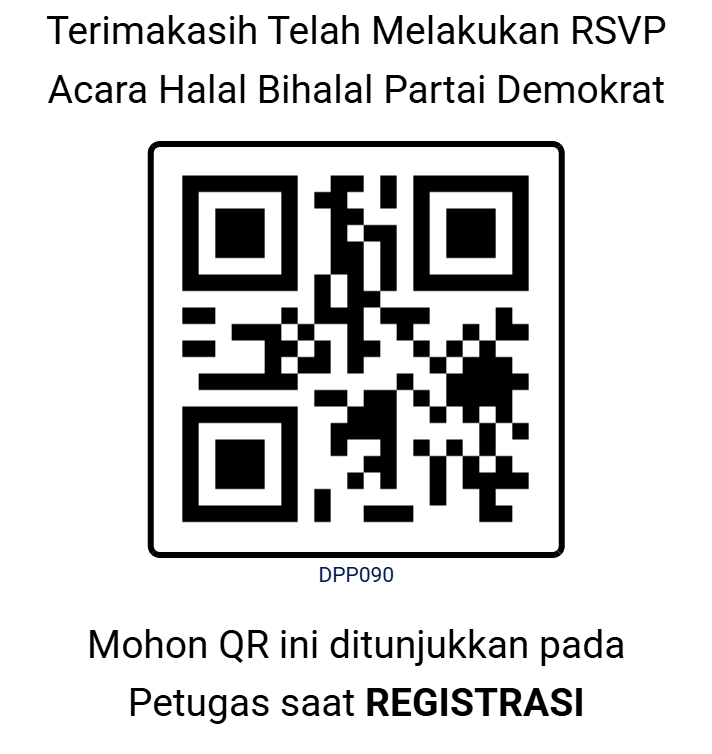 Terimakasih Telah Melakukan RSVP
Acara Halal Bihalal Partai Demokrat
DPP090
Mohon QR ini ditunjukkan pada
Petugas saat REGISTRASI